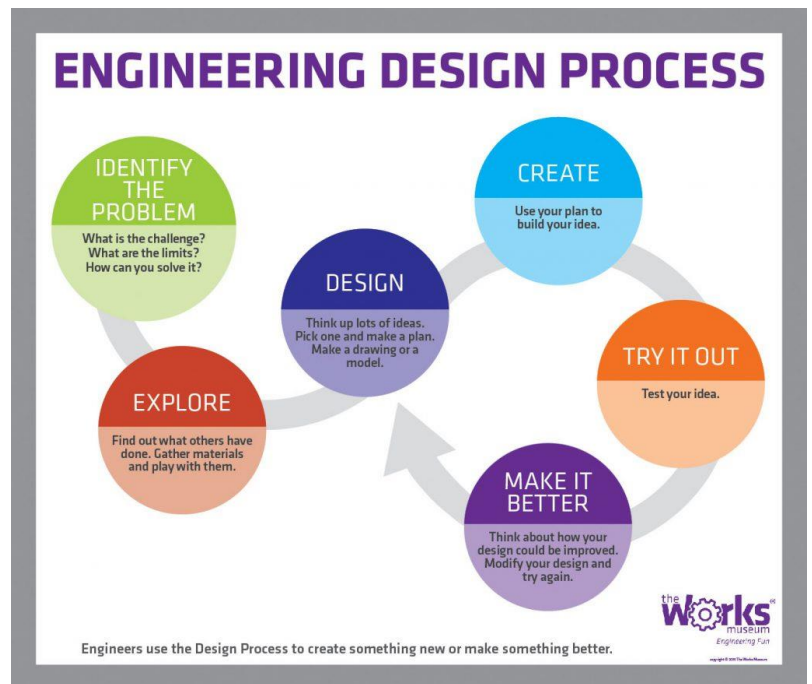 ENGINEERING DESIGN PROCESS
IDENTIFY
THE
PROBLEM
What is the challenge?
What are the limits?
How can you solve it?
EXPLORE
Find out what others have
done. Gather materials
and play with them.
DESIGN
Think up lots of ideas.
Pick one and make a plan.
Make a drawing or a
model.
CREATE
Use your plan to
build your idea.
TRY IT OUT
Test your idea.
MAKE IT
BETTER
Think about how your
design could be improved.
Modify your design and
try again.
Engineers use the Design Process to create something new or make something better.
the
Works®
museum
Engineering Fun